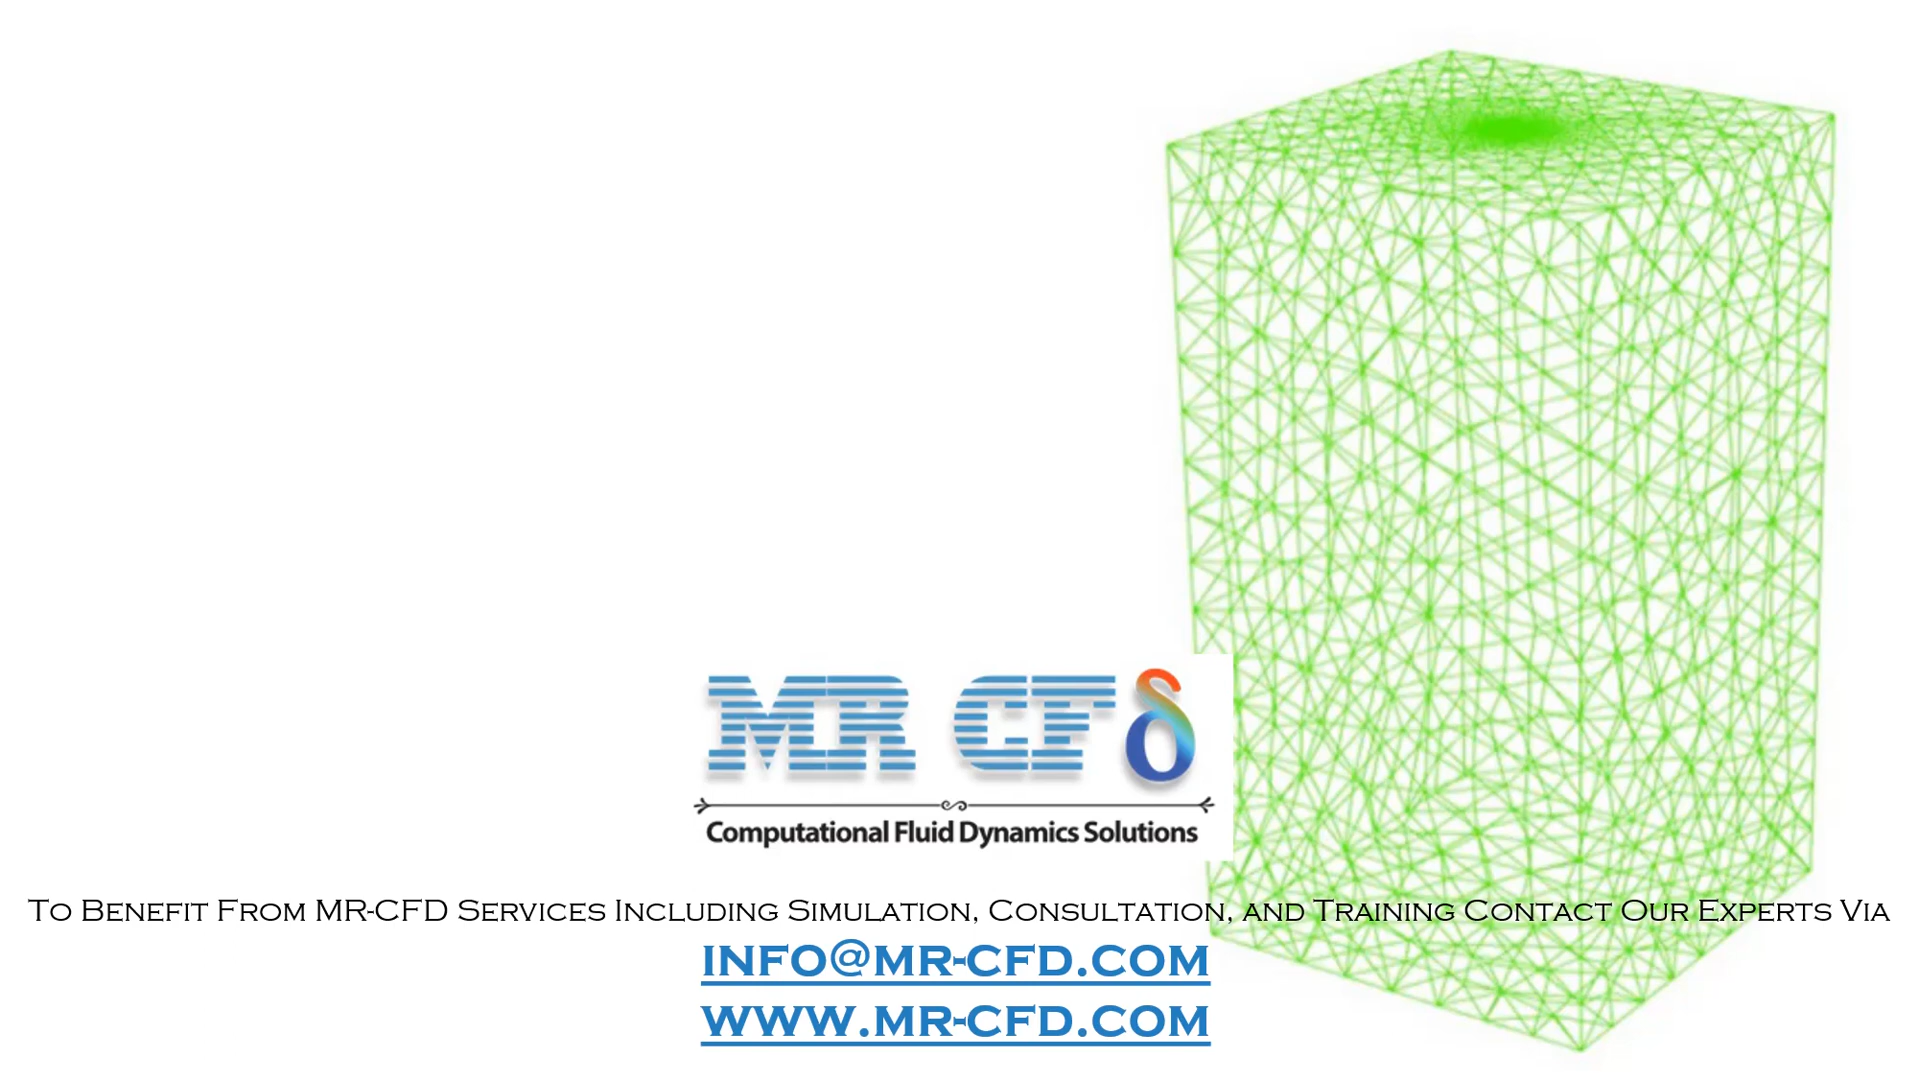 MR CFδ
Computational Fluid Dynamics Solutions
To Benefit From MR-CFD Services Including Simulation, Consultation, and Training Contact Our Experts Via
INFO@MR-CFD.COM
WWW.MR-CFD.COM